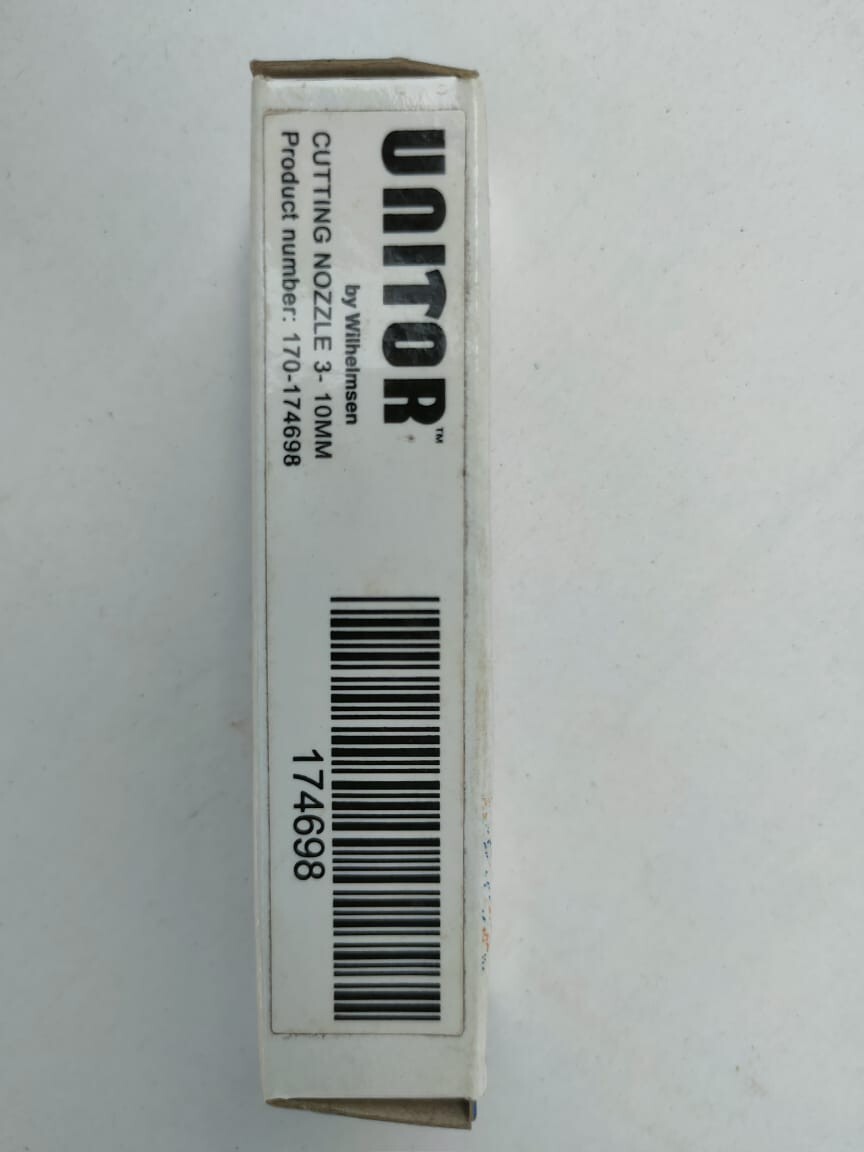 UNITOR™
by Wilhelmsen
CUTTING NOZZLE 3- 10MM
Product number: 170-174698
174698